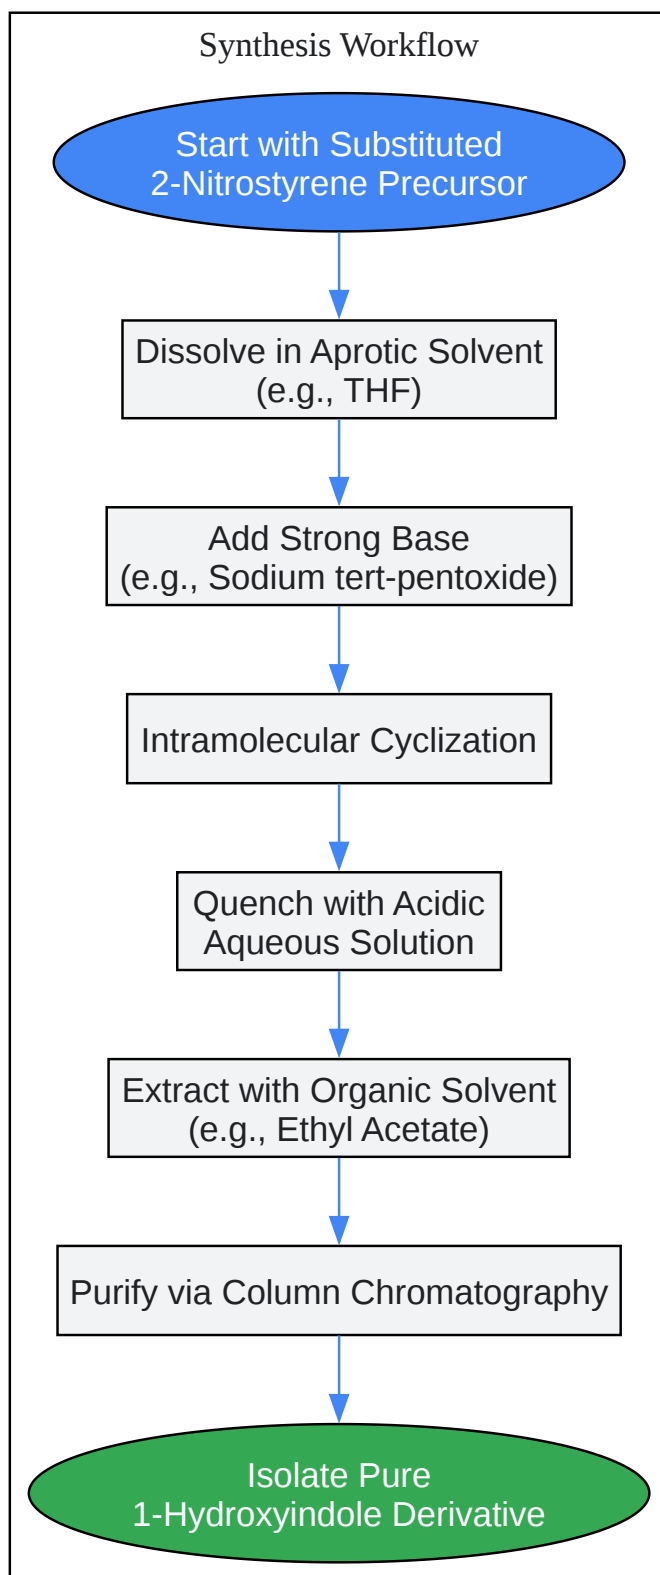 Synthesis Workflow
Start with Substituted
2-Nitrostyrene Precursor
Dissolve in Aprotic Solvent
(e.g., THF)
Add Strong Base
(e.g., Sodium tert-pentoxide)
Intramolecular Cyclization
Quench with Acidic
Aqueous Solution
Extract with Organic Solvent
(e.g., Ethyl Acetate)
Purify via Column Chromatography
Isolate Pure
1-Hydroxyindole Derivative